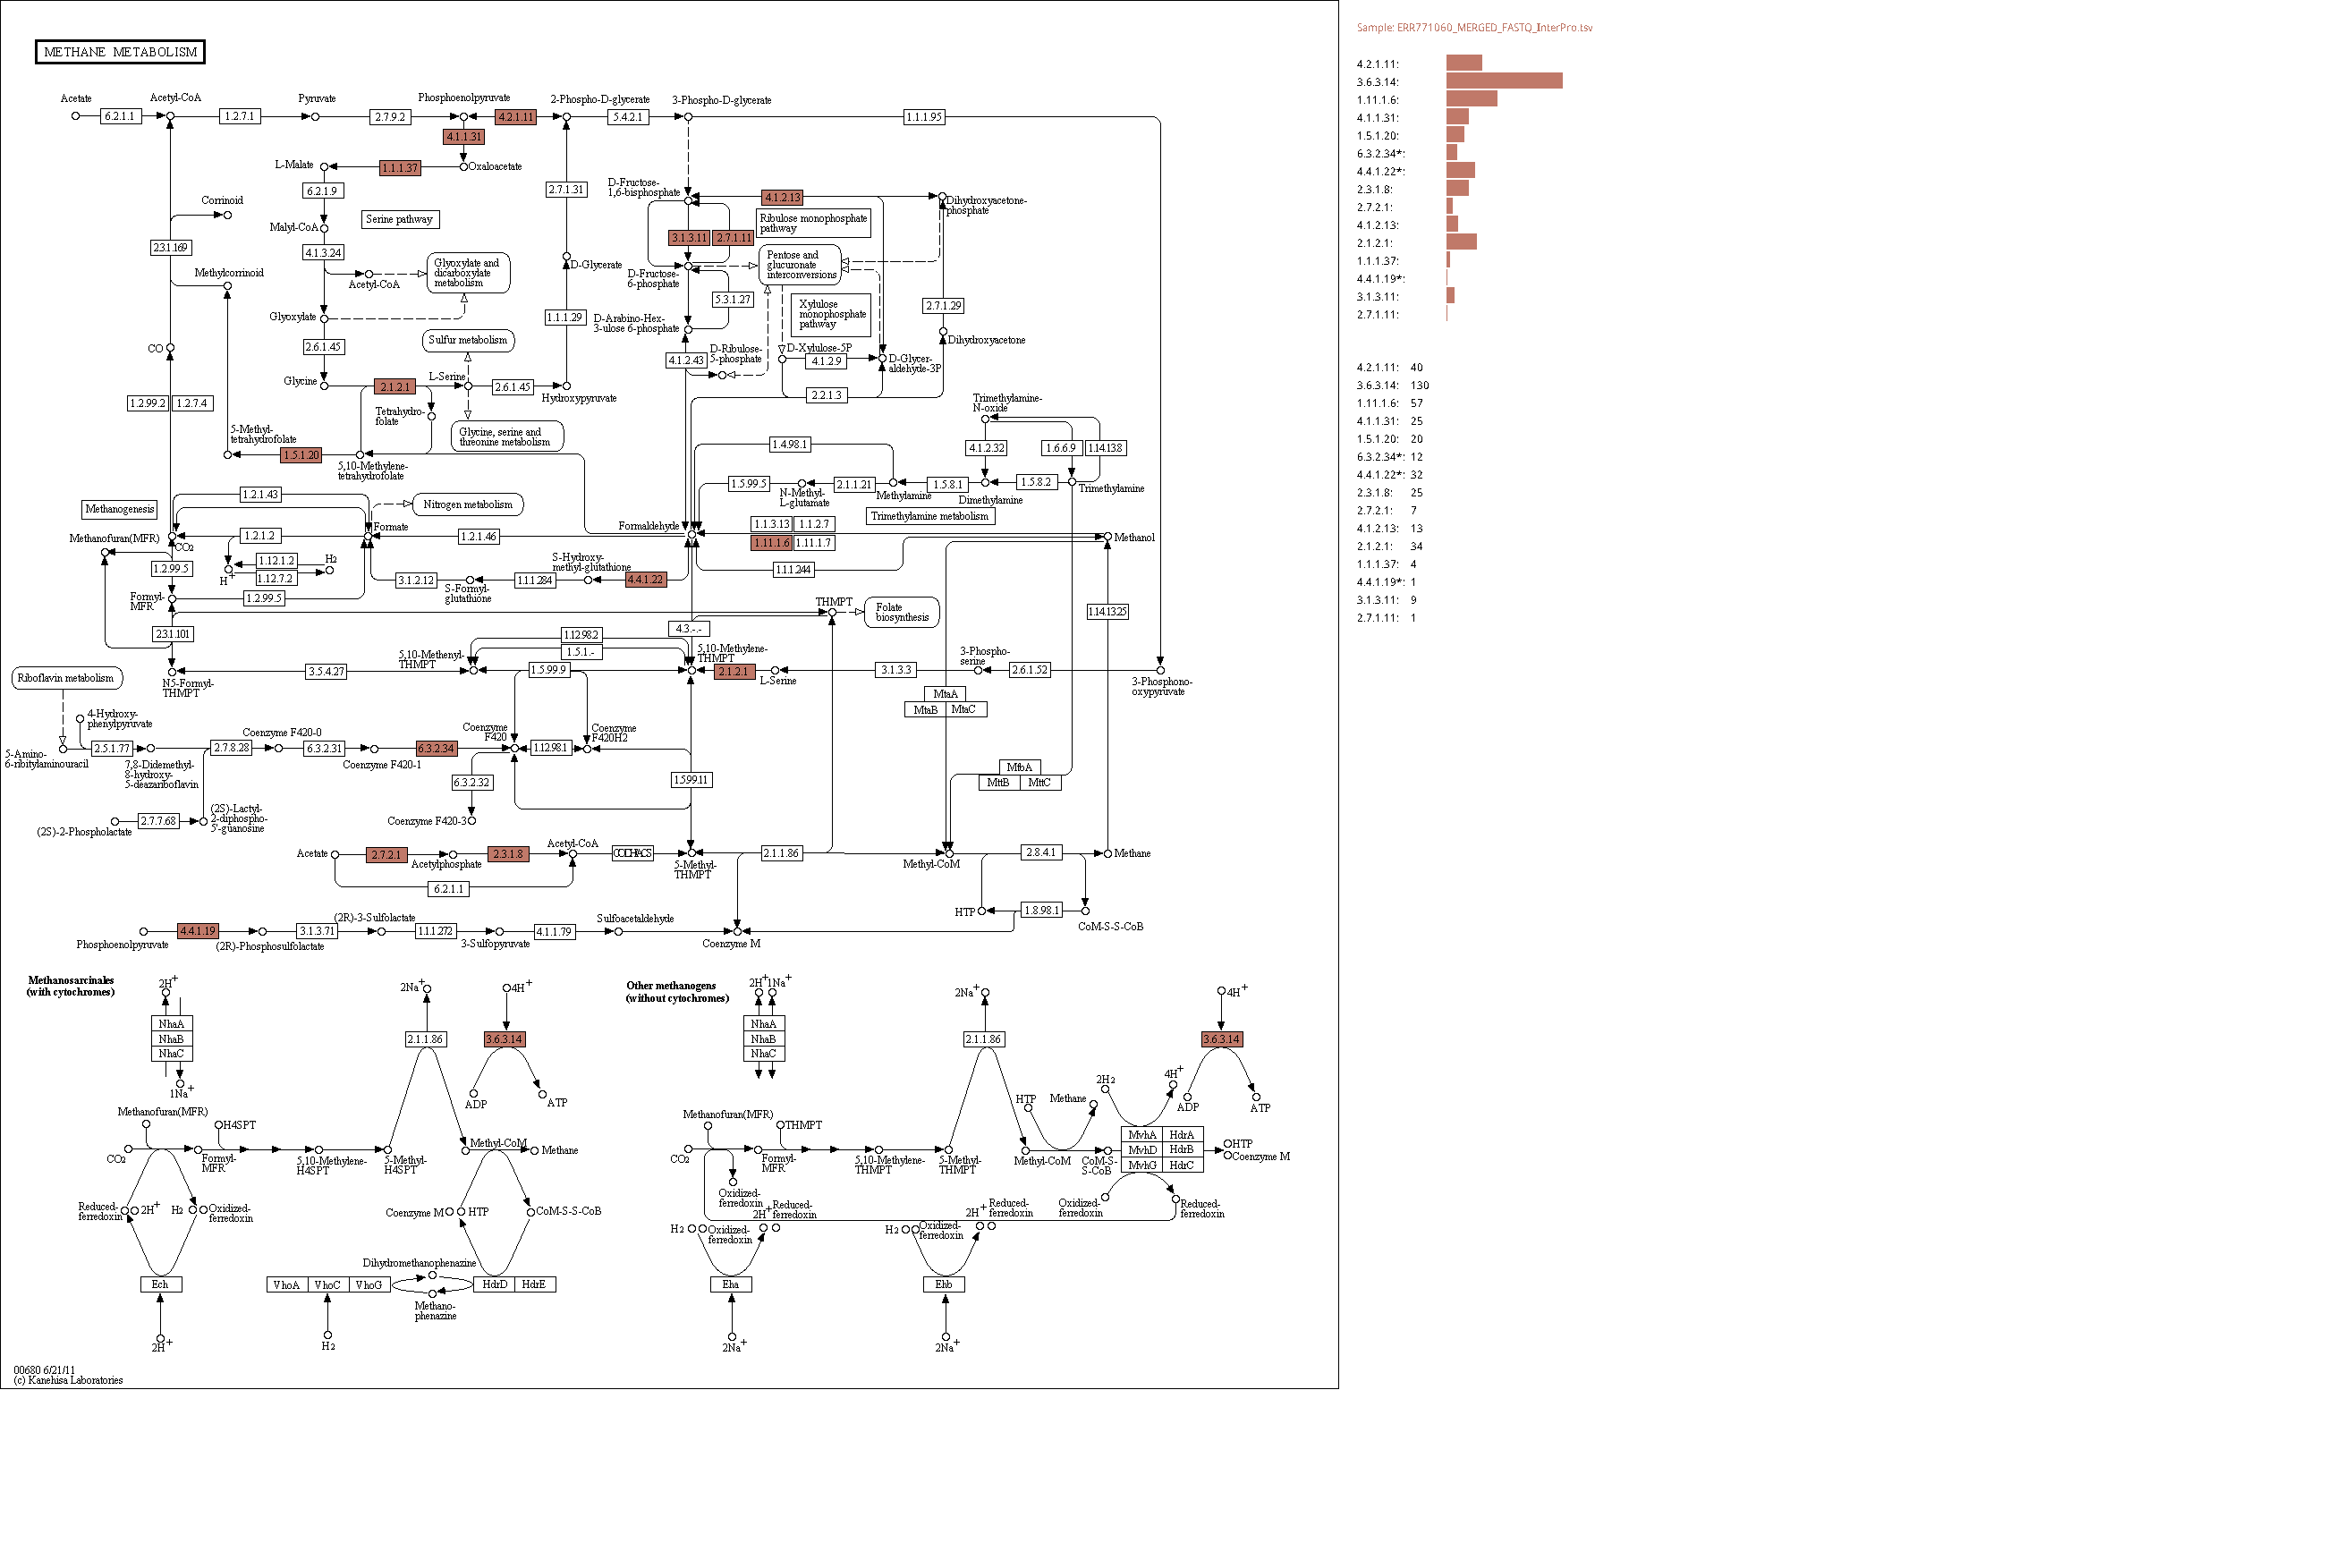 METHANE METABOLISM
Sample: ERR771060_MERGED_FASTQ_InterPro.tsv
4.2.1.11:
3.6.3.14:
1.11.1.6:
4.1.1.31:
1.5.1.20:
6.3.2.34*:
4.4.1.22*:
2.3.1.8:
2.7.2.1:
4.1.2.13:
2.1.2.1:
1.1.1.37:
4.4.1.19*:
3.1.3.11:
2.7.1.11:
4.2.1.11: 40
3.6.3.14: 130
1.11.1.6: 57
4.1.1.31: 25
1.5.1.20: 20
6.3.2.34*: 12
4.4.1.22*: 32
2.3.1.8: 25
2.7.2.1: 7
4.1.2.13: 13
2.1.2.1: 34
1.1.1.37: 4
4.4.1.19*: 1
3.1.3.11: 9
2.7.1.11: 1
Acetate
6.2.1.1
Acetyl-CoA
1.2.7.1
Pyruvate
2.7.9.2
Phosphoenolpyruvate
4.2.1.11
2-Phospho-D-glycerate
5.4.2.1
3-Phospho-D-glycerate
1.1.1.95
4.1.1.31
L-Malate
1.1.1.37
Oxaloacetate
6.2.1.9
Serine pathway
Malyl-CoA
4.1.3.24
Acetyl-CoA
Glyoxylate and
dicarboxylate
metabolism
Glyoxylate
2.6.1.45
Sulfur metabolism
Glycine
2.1.2.1
L-Serine
2.6.1.45
Hydroxypyruvate
Tetrahydro-
folate
Glycine, serine and
threonine metabolism
2.7.1.31
D-Glycerate
1.1.1.29
Corrinoid
2.3.1.169
Methylcorrinoid
CO
1.2.99.2
1.2.7.4
5-Methyl-
tetrahydrofolate
1.5.1.20
5,10-Methylene-
tetrahydrofolate
D-Fructose-
1,6-bisphosphate
4.1.2.13
Dihydroxyacetone-
phosphate
Ribulose monophosphate
pathway
3.1.3.11
2.7.1.11
Pentose and
glucuronate
interconversions
D-Fructose-
6-phosphate
5.3.1.27
Xylulose
monophosphate
pathway
2.7.1.29
D-Arabino-Hex-
3-ulose 6-phosphate
Dihydroxyacetone
4.1.2.43
D-Ribulose-
5-phosphate
D-Xylulose-5P
4.1.2.9
D-Glycer-
aldehyde-3P
2.2.1.3
Trimethylamine-
N-oxide
1.4.98.1
4.1.2.32
1.6.6.9
1.14.13.8
1.5.99.5
N-Methyl-
L-glutamate
2.1.1.21
Methylamine
1.5.8.1
Dimethylamine
1.5.8.2
Trimethylamine
Trimethylamine metabolism
1.2.1.43
Nitrogen metabolism
Methanogenesis
Formate
Formaldehyde
1.1.3.13
1.1.2.7
1.11.1.6
1.11.1.7
Methanol
Methanofuran(MFR)
CO2
1.2.1.2
1.2.1.46
1.1.1.244
1.12.1.2
H2
1.12.7.2
H+
1.2.99.5
S-Hydroxy-
methyl-glutathione
3.1.2.12
S-Formyl-
glutathione
1.1.1.284
4.4.1.22
Formyl-
MFR
1.2.99.5
THMPT
Folate
biosynthesis
1.14.13.25
2.3.1.101
4.3.-.-
1.12.98.2
1.5.1.-
5,10-Methenyl-
THMPT
5,10-Methylene-
THMPT
N5-Formyl-
THMPT
3.5.4.27
1.5.99.9
2.1.2.1
L-Serine
3.1.3.3
3-Phospho-
serine
2.6.1.52
3-Phosphono-
oxypyruvate
MtaA
MtaB
MtaC
Riboflavin metabolism
4-Hydroxy-
phenylpyruvate
5-Amino-
6-ribitylaminouracil
2.5.1.77
7,8-Didemethyl-
8-hydroxy-
5-deazariboflavin
Coenzyme F420-0
2.7.8.28
6.3.2.31
Coenzyme F420-1
6.3.2.34
Coenzyme
F420
1.12.98.1
Coenzyme
F420H2
6.3.2.32
Coenzyme F420-3
1.5.99.11
MtbA
MttB
MttC
(2S)-2-Phospholactate
2.7.7.68
(2S)-Lactyl-
2-diphospho-
5'-guanosine
Acetate
2.7.2.1
Acetylphosphate
2.3.1.8
Acetyl-CoA
6.2.1.1
5-Methyl-
THMPT
2.1.1.86
Methyl-CoM
2.8.4.1
Methane
HTP
1.8.98.1
CoM-S-S-CoB
Phosphoenolpyruvate
4.4.1.19
(2R)-Phosphosulfolactate
3.1.3.71
(2R)-3-Sulfolactate
1.1.1.272
3-Sulfopyruvate
4.1.1.79
Sulfoacetaldehyde
Coenzyme M
Methanosarcinales
(with cytochromes)
2H+
NhaA
NhaB
NhaC
1Na+
2Na+
2.1.1.86
4H+
3.6.3.14
ADP
ATP
Methanofuran(MFR)
H4SPT
CO2
Formyl-
MFR
5,10-Methylene-
H4SPT
5-Methyl-
H4SPT
Methyl-CoM
Methane
Reduced-
ferredoxin
2H+
H2
Oxidized-
ferredoxin
Coenzyme M
HTP
CoM-S-S-CoB
Ech
2H+
VhoA
VhoC
VhoG
H2
Dihydromethanophenazine
Methano-
phenazine
HdrD
HdrE
Other methanogens
(without cytochromes)
2H+
1Na+
NhaA
NhaB
NhaC
2Na+
2.1.1.86
4H+
3.6.3.14
ADP
ATP
Methanofuran(MFR)
THMPT
CO2
Formyl-
MFR
5,10-Methylene-
THMPT
5-Methyl-
THMPT
HTP
Methane
Methyl-CoM
CoM-S-
S-CoB
2H2
4H+
MvhA
HdrA
MvhD
HdrB
MvhG
HdrC
HTP
Coenzyme M
Oxidized-
ferredoxin
Reduced-
ferredoxin
Oxidized-
ferredoxin
H2
Oxidized-
ferredoxin
2H+
Reduced-
ferredoxin
H2
Oxidized-
ferredoxin
2H+
Reduced-
ferredoxin
Eha
2Na+
Ehb
2Na+
00680 6/21/11
(c) Kanehisa Laboratories